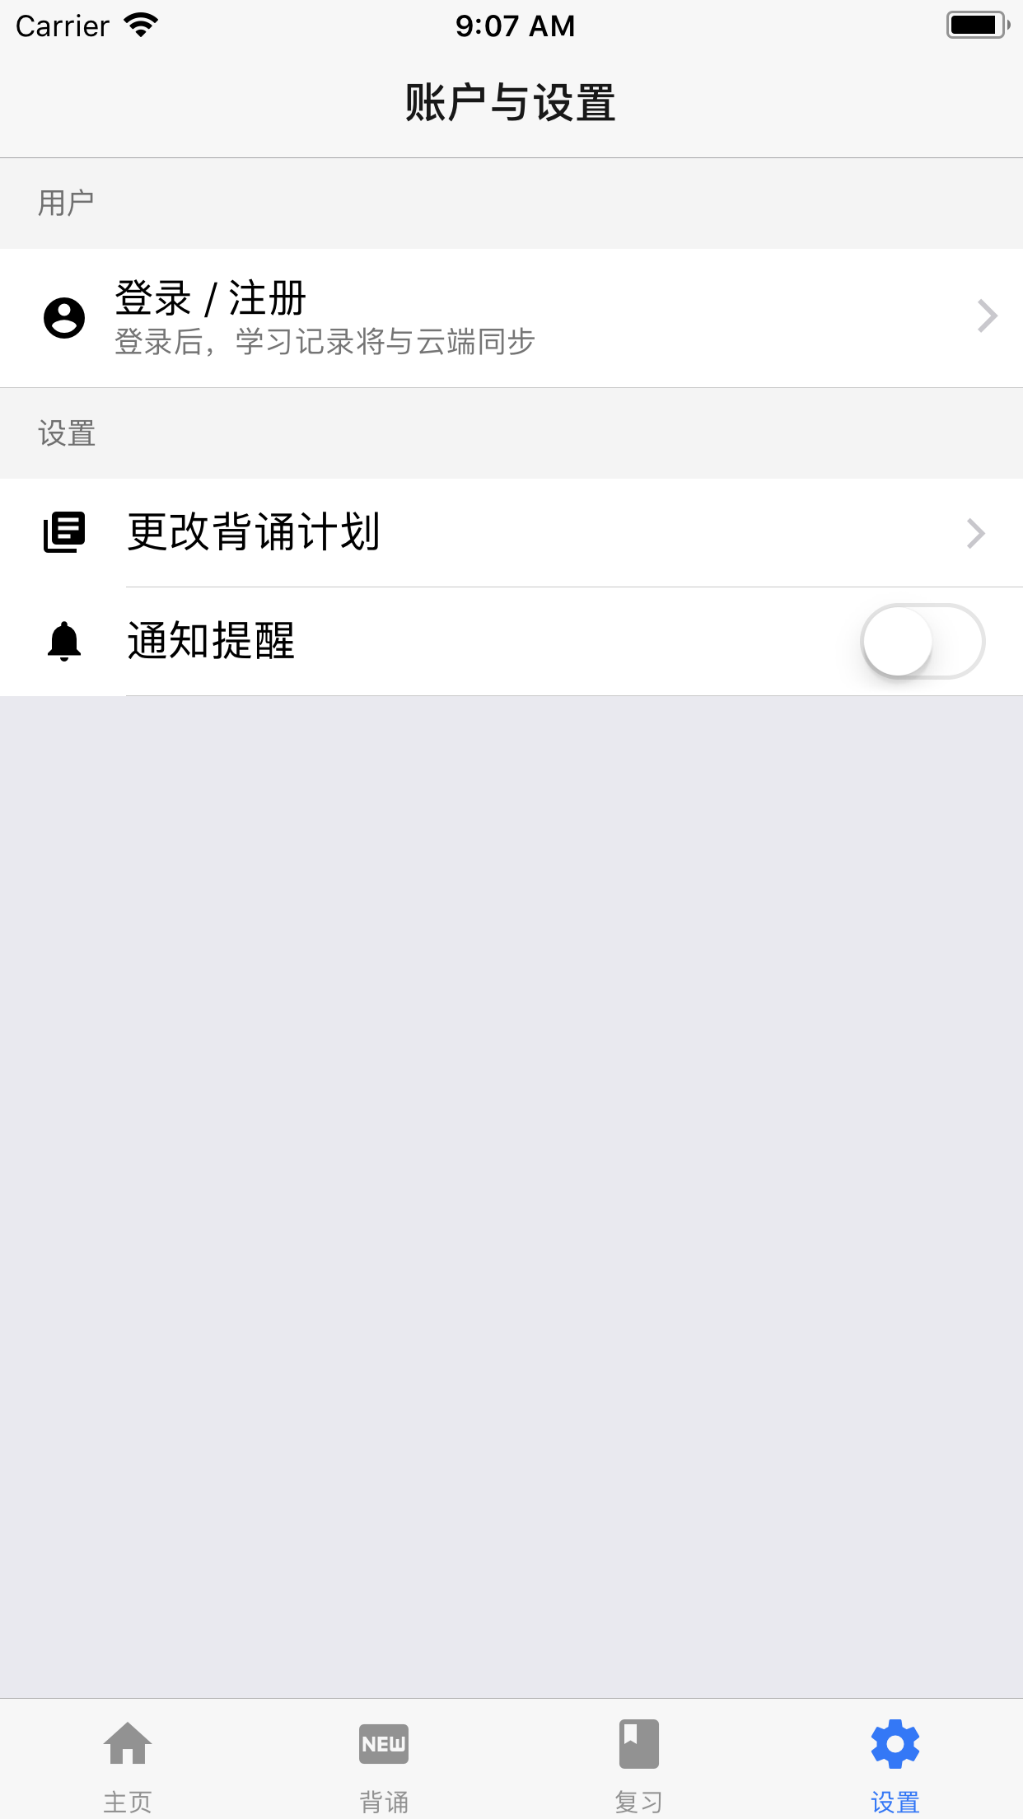 Carrier 9:07 AM
账户与设置
用户
登录 / 注册
登录后，学习记录将与云端同步
设置
更改背诵计划
通知提醒
NEW
主页 背诵 复习 设置